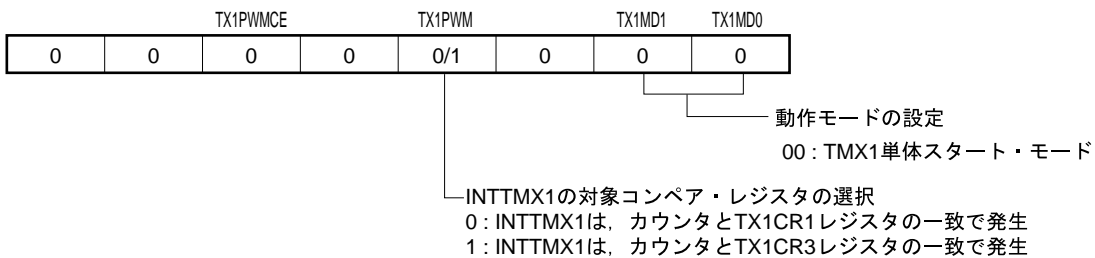 TX1PWMCE TX1PWM TX1MD1 TX1MD0
0 0 0 0 0/1 0 0 0
動作モードの設定
00 : TMX1単体スタート・モード
INTTMX1の対象コンペア・レジスタの選択
0 : INTTMX1は，カウンタとTX1CR1レジスタの一致で発生
1 : INTTMX1は，カウンタとTX1CR3レジスタの一致で発生